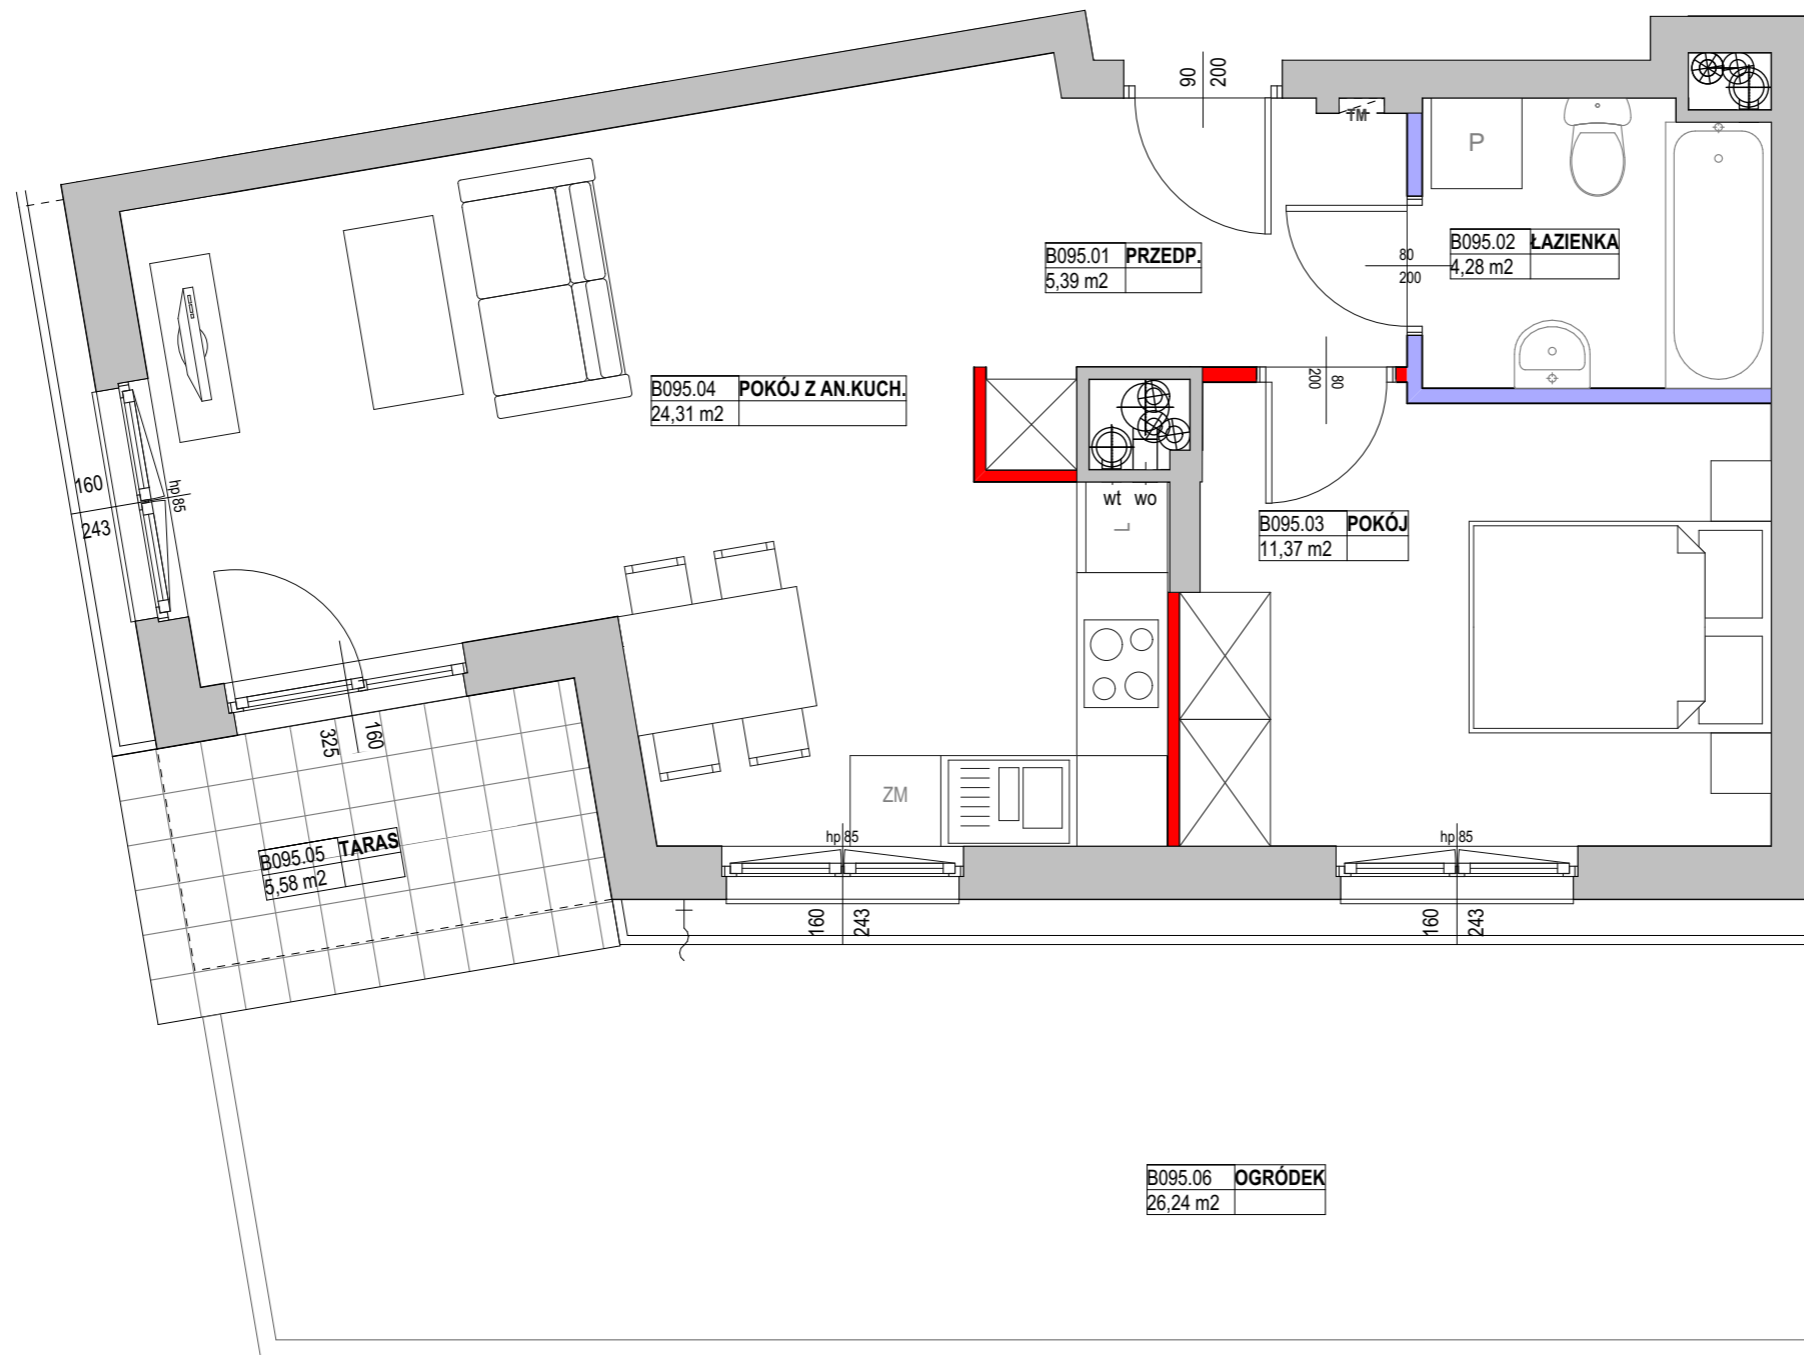 90
200
TM
P
B095.01 PRZEDP.
5,39 m2
80
200
B095.02 ŁAZIENKA
4,28 m2
B095.04 POKÓJ Z AN.KUCH.
24,31 m2
80
200
160
243
hp 85
wt wo
L
B095.03 POKÓJ
11,37 m2
160
325
ZM
hp 85
hp 85
B095.05 TARAS
5,58 m2
160
243
160
243
B095.06 OGRÓDEK
26,24 m2